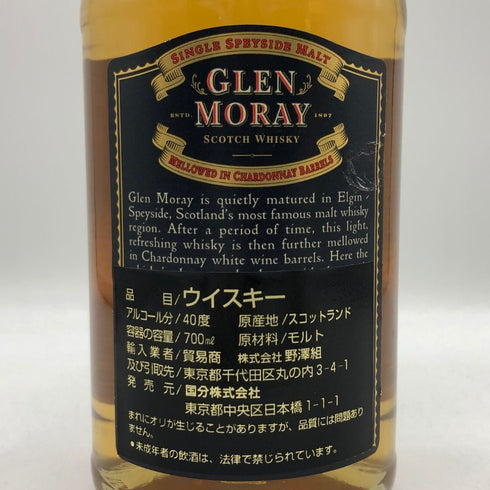 SINGLE SPEYSIDE MALT
GLEN
MORAY
ESTD. 1897
SCOTCH WHISKY
MELLOWED IN CHARDONNAY BARRELS
Glen Moray is quietly matured in Elgin -
Speyside, Scotland's most famous malt whisky
region. After a period of time, this light,
refreshing whisky is then further mellowed
in Chardonnay white wine barrels. Here the
品目/ウイスキー
アルコール分/40度 原産地/スコットランド
容器の容量/700㎖ 原材料/モルト
輸入業者/貿易商 株式会社 野澤組
及び引取先/東京都千代田区丸の内3-4-1
発売元/国分株式会社
東京都中央区日本橋1-1-1
まれにオリが生じることがありますが、品質には問題あり
ません。
●未成年者の飲酒は、法律で禁じられています。